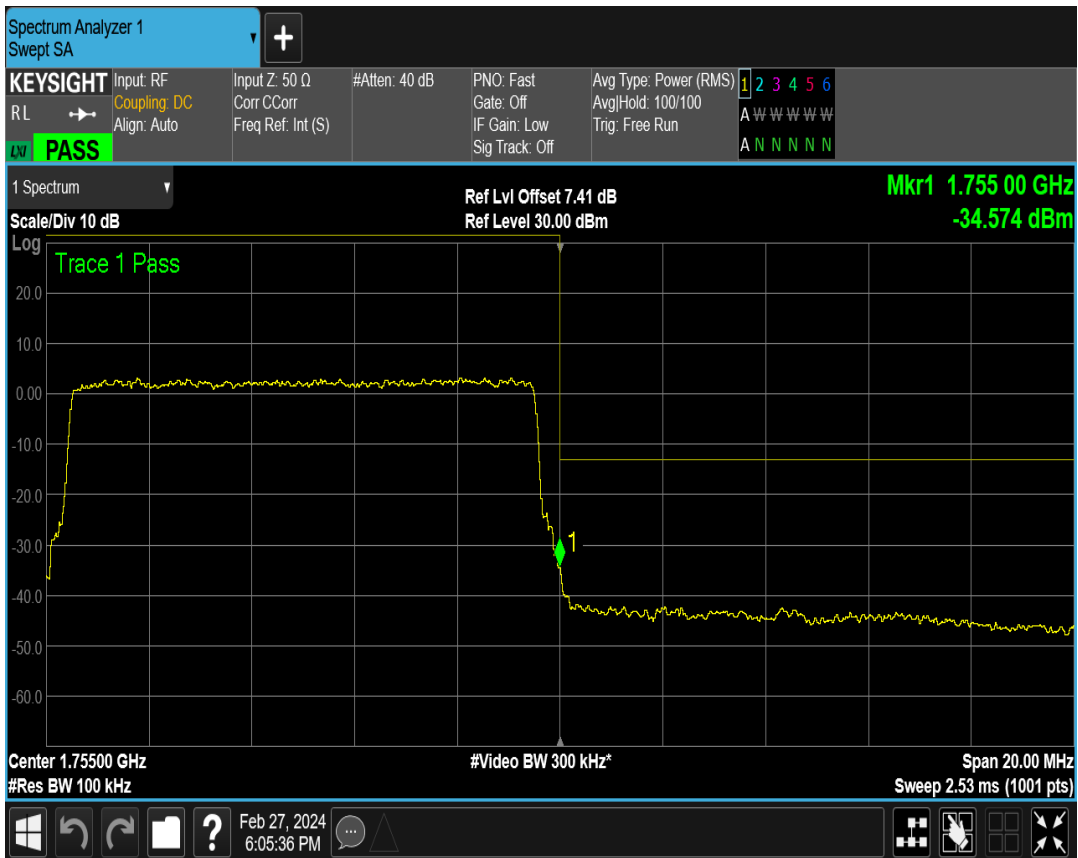 Spectrum Analyzer 1
Swept SA
+
KEYSIGHT
RL
Align: Auto
LXI
PASS
Input: RF
Coupling: DC
Input Z: 50 Ω
Corr CCorr
Freq Ref: Int (S)
#Atten: 40 dB
PNO: Fast
Gate: Off
IF Gain: Low
Sig Track: Off
Avg Type: Power (RMS)
Avg|Hold: 100/100
Trig: Free Run
1 2 3 4 5 6
A W W W W W
A N N N N N
1 Spectrum
Scale/Div 10 dB
Ref Lvl Offset 7.41 dB
Ref Level 30.00 dBm
Mkr1 1.755 00 GHz
-34.574 dBm
Log
Trace 1 Pass
20.0
10.0
0.00
-10.0
-20.0
-30.0
-40.0
-50.0
-60.0
1
Center 1.75500 GHz
#Res BW 100 kHz
#Video BW 300 kHz*
Span 20.00 MHz
Sweep 2.53 ms (1001 pts)
?
Feb 27, 2024
6:05:36 PM